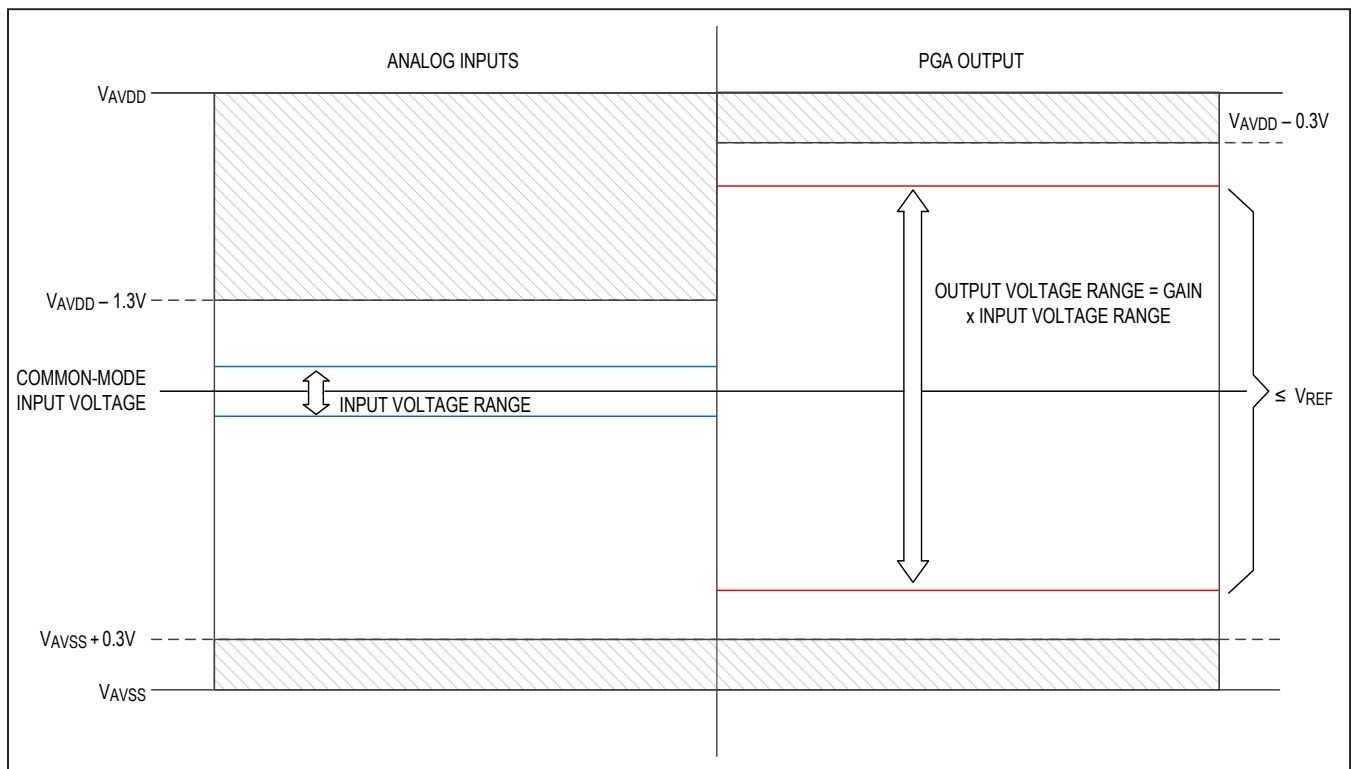 ANALOG INPUTS
PGA OUTPUT
VAVDD
VAVDD – 0.3V
VAVDD – 1.3V
OUTPUT VOLTAGE RANGE = GAIN
x INPUT VOLTAGE RANGE
COMMON-MODE
INPUT VOLTAGE
INPUT VOLTAGE RANGE
≤ VREF
VAVSS + 0.3V
VAVSS